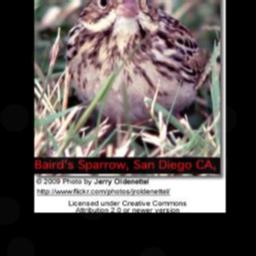 Baird's Sparrow, San Diego CA,
© 2009 Photo by Jerry Oldenettel
http://www.flickr.com/photos/jroldenettel/
Licensed under Creative Commons
Attribution 2.0 or newer version